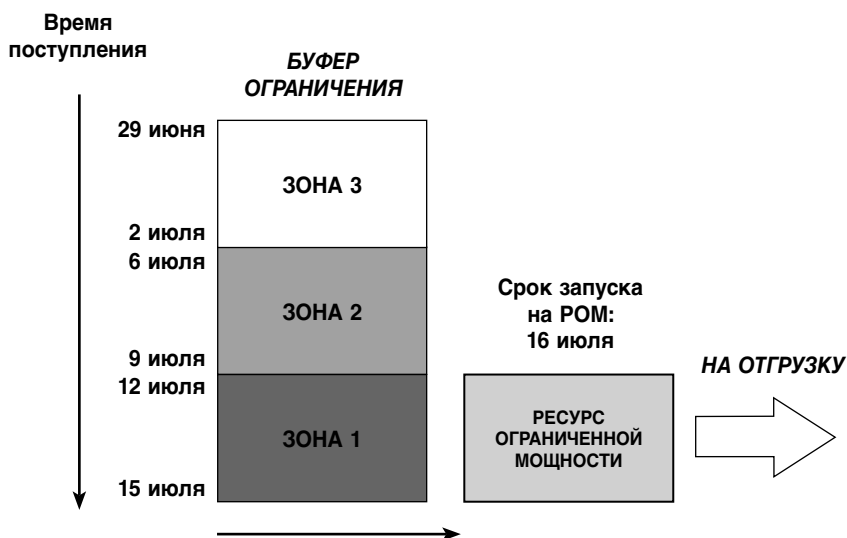 Время
поступления
БУФЕР
ОГРАНИЧЕНИЯ
29 июня
ЗОНА 3
2 июля
6 июля
ЗОНА 2
9 июля
12 июля
ЗОНА 1
15 июля
Срок запуска
на РОМ:
16 июля
РЕСУРС
ОГРАНИЧЕННОЙ
МОЩНОСТИ
НА ОТГРУЗКУ